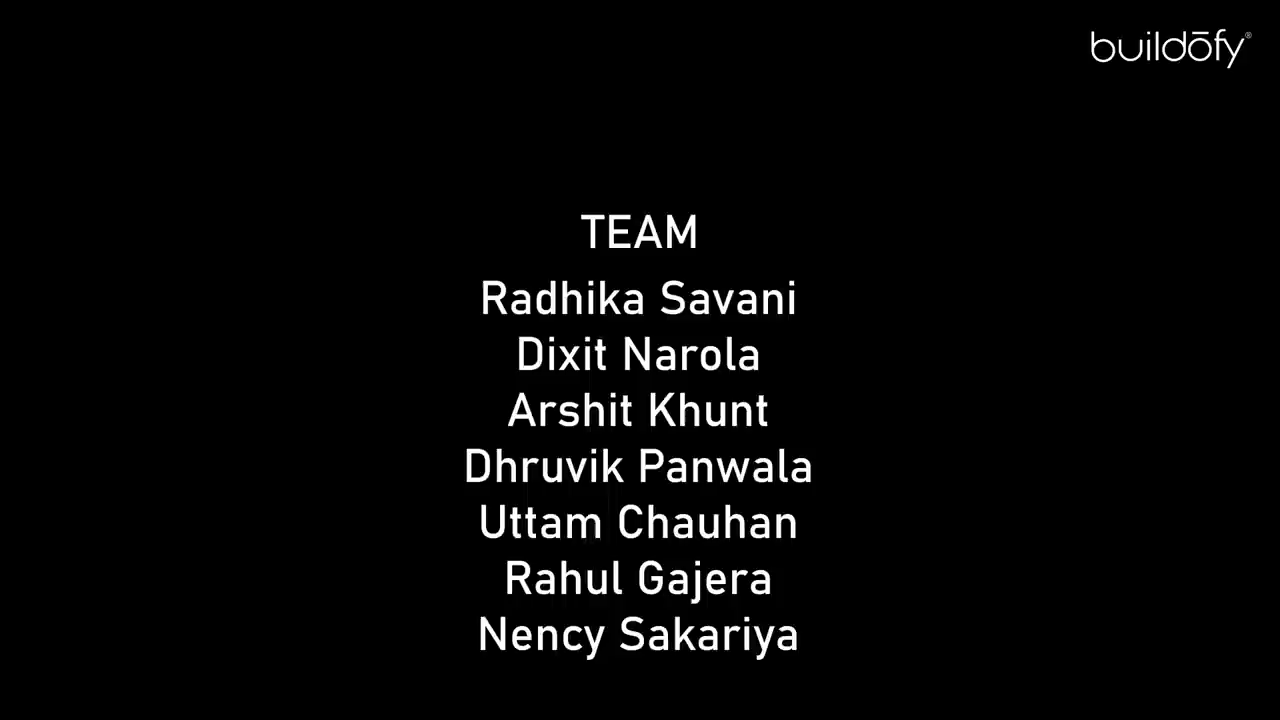 buildōfy®
TEAM
Radhika Savani
Dixit Narola
Arshit Khunt
Dhruvik Panwala
Uttam Chauhan
Rahul Gajera
Nency Sakariya